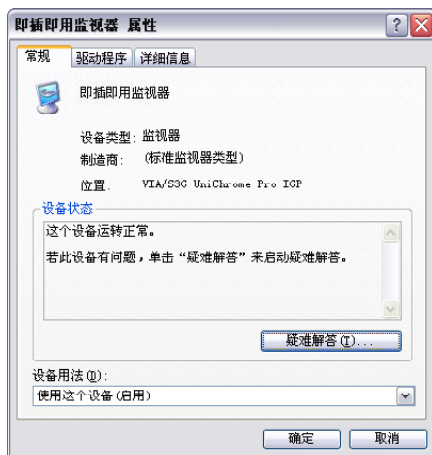 即插即用监视器 属性
常规 驱动程序 详细信息
即插即用监视器
设备类型: 监视器
制造商: (标准监视器类型)
位置: VIA/S3G UniChrome Pro IGP
设备状态
这个设备运转正常。
若此设备有问题，单击“疑难解答”来启动疑难解答。
疑难解答(T)...
设备用法(D):
使用这个设备(启用)
确定 取消